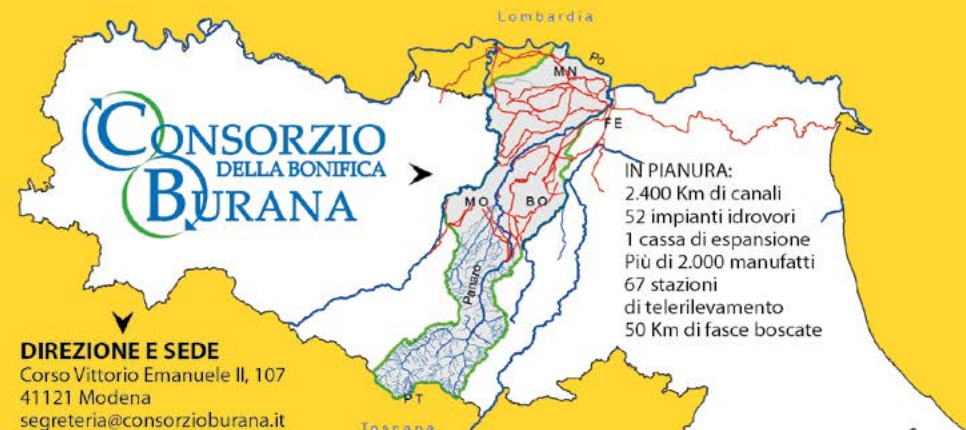 Lombardia
Po
MN
FE
CONSORZIO
DELLA BONIFICA
BURANA
MO
BO
Panaro
PT
Toscana
IN PIANURA:
2.400 Km di canali
52 impianti idrovori
1 cassa di espansione
Più di 2.000 manufatti
67 stazioni
di telerilevamento
50 Km di fasce boscate
DIREZIONE E SEDE
Corso Vittorio Emanuele II, 107
41121 Modena
segreteria@consorzioburana.it